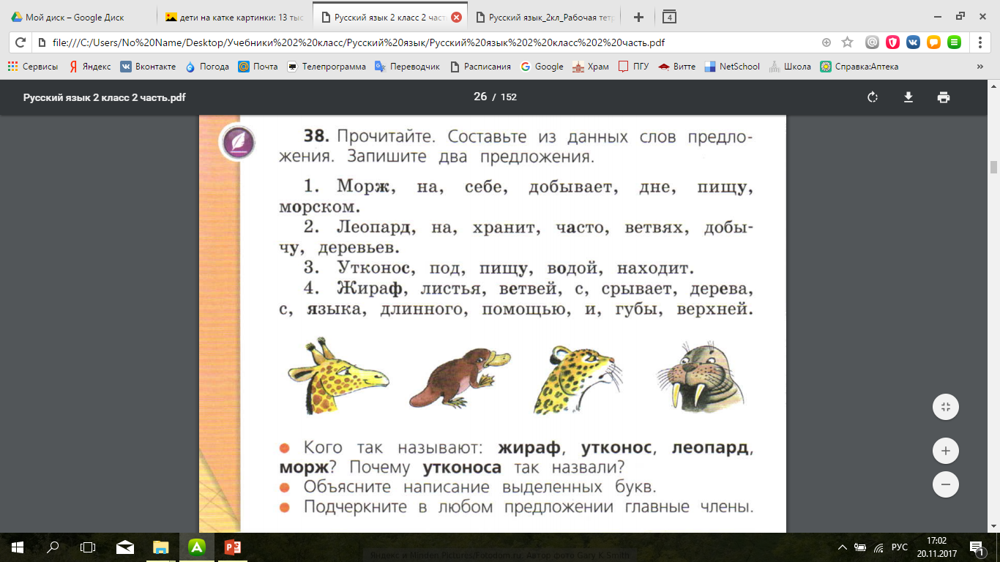 Мой диск – Google Диск
дети на катке картинки: 13 тыс
Русский язык 2 класс 2 част
Русский язык_2кл_Рабочая тетр
4
file:///C:/Users/No%20Name/Desktop/Учебники%202%20класс/Русский%20язык/Русский%20язык%202%20класс%202%20часть.pdf
Сервисы Яндекс Вконтакте Погода Почта Телепрограмма Переводчик Расписания Google Храм ПГУ Витте NetSchool Школа Справка:Аптека »
Русский язык 2 класс 2 часть.pdf 26 / 152
38. Прочитайте. Составьте из данных слов предло-
жения. Запишите два предложения.
1. Морж, на, себе, добывает, дне, пищу,
морском.
2. Леопард, на, хранит, часто, ветвях, добы-
чу, деревьев.
3. Утконос, под, пищу, водой, находит.
4. Жираф, листья, ветвей, с, срывает, дерева,
с, языка, длинного, помощью, и, губы, верхней.
Кого так называют: жираф, утконос, леопард,
морж? Почему утконоса так назвали?
Объясните написание выделенных букв.
Подчеркните в любом предложении главные члены.
РУС
17:02
20.11.2017
1